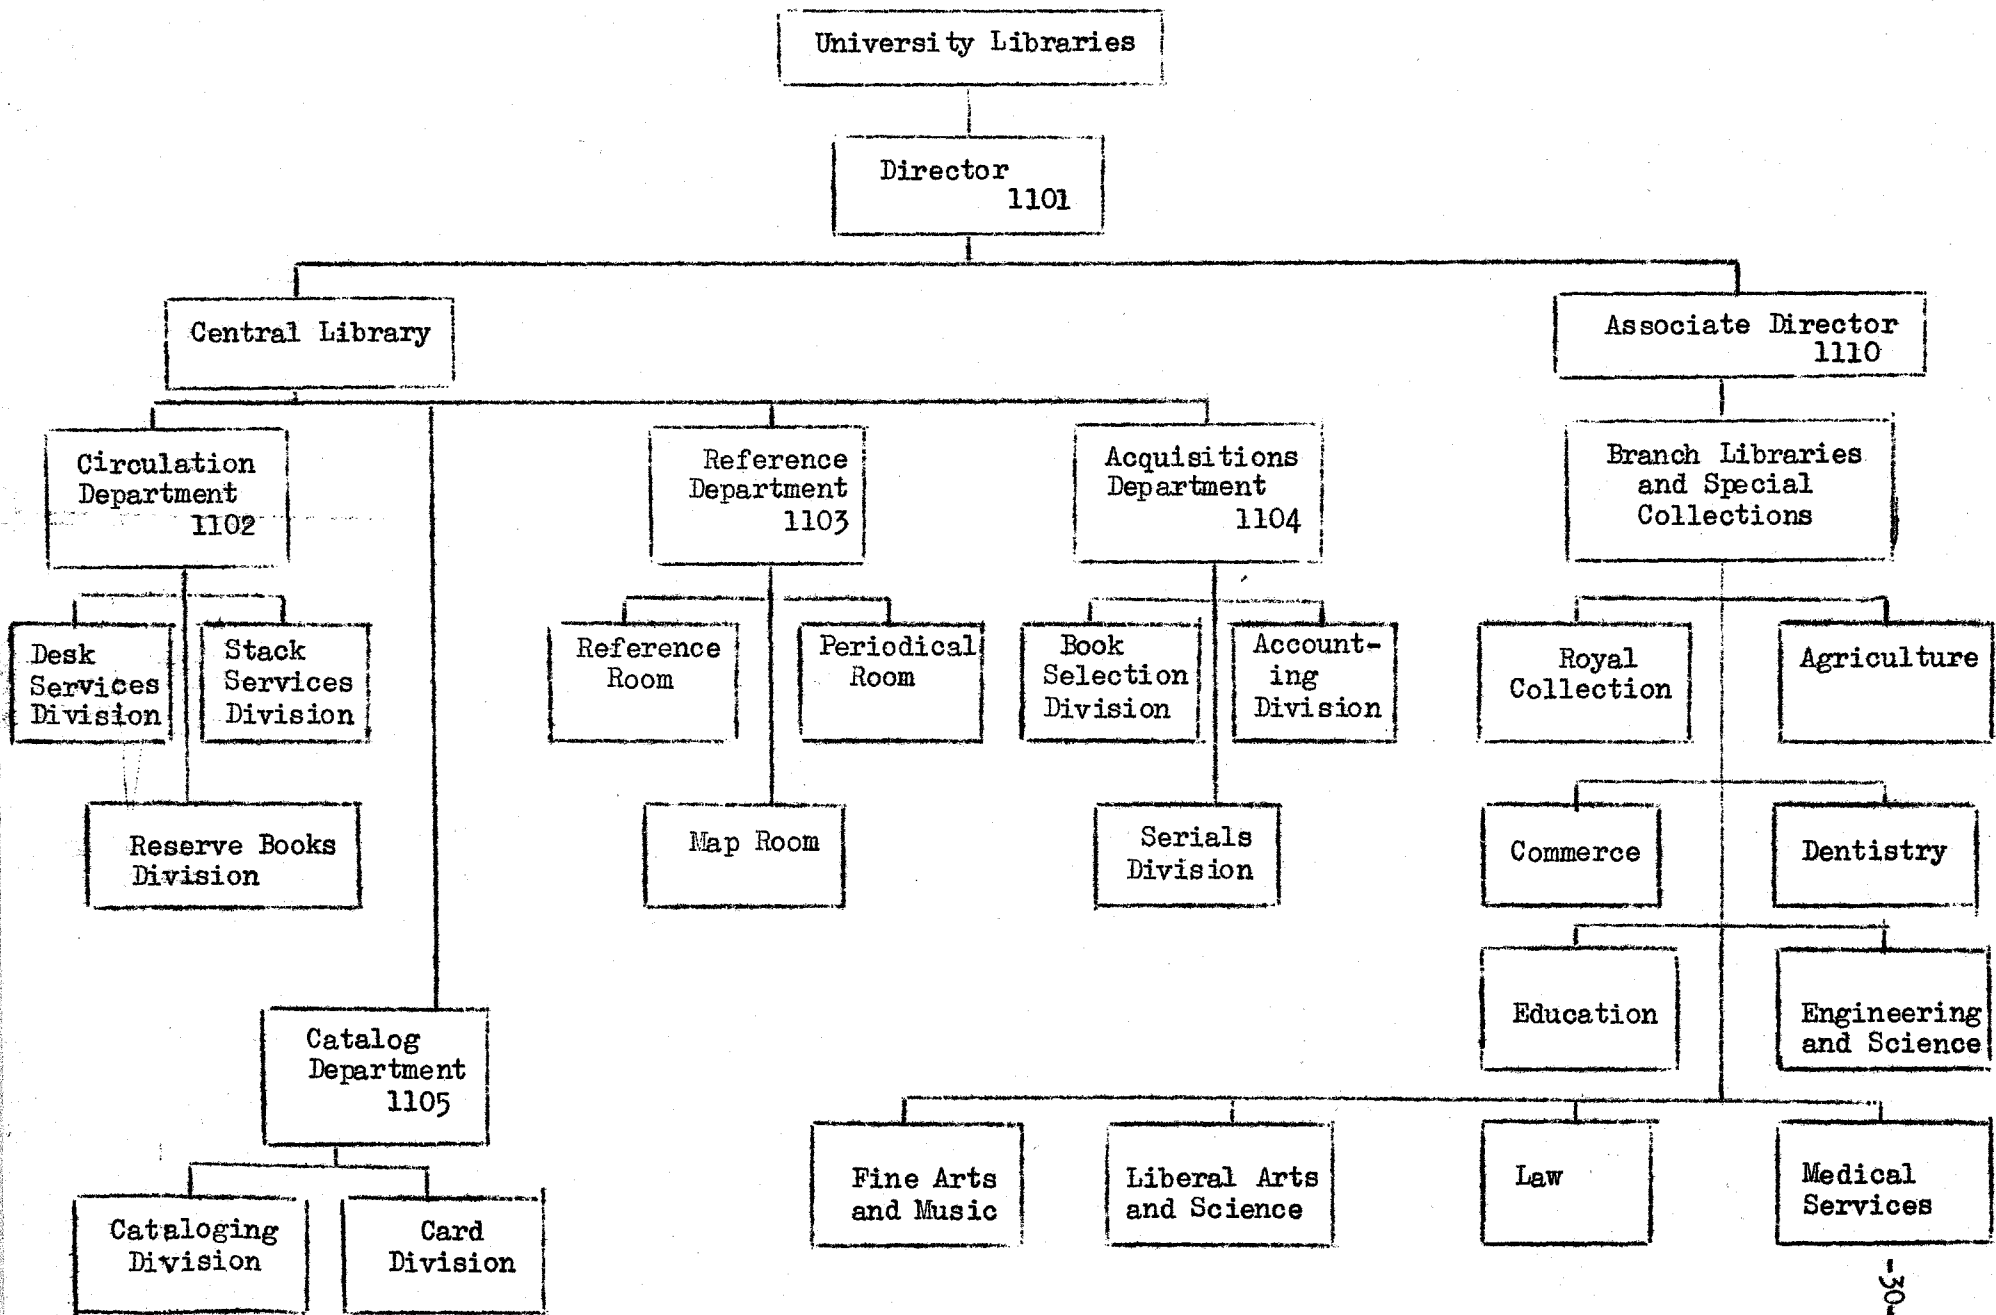 University Libraries
Director
1101
Central Library
Associate Director
1110
Circulation
Department
1102
Reference
Department
1103
Acquisitions
Department
1104
Branch Libraries
and Special
Collections
Desk
Services
Division
Stack
Services
Division
Reference
Room
Periodical
Room
Book
Selection
Division
Account-
ing
Division
Royal
Collection
Agriculture
Reserve Books
Division
Map Room
Serials
Division
Commerce
Dentistry
Education
Engineering
and Science
Catalog
Department
1105
Fine Arts
and Music
Liberal Arts
and Science
Law
Medical
Services
Cataloging
Division
Card
Division
-30-